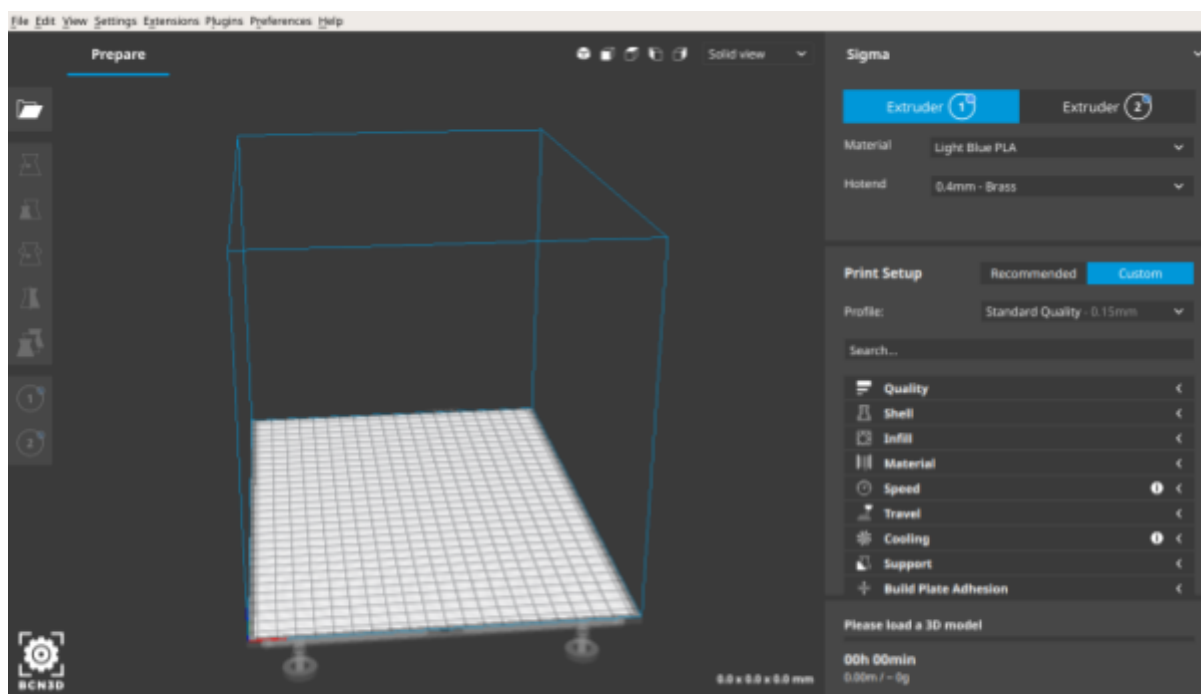 File Edit View Settings Extensions Plugins Preferences Help
Prepare
Solid view
Sigma
Extruder 1
Extruder 2
Material
Light Blue PLA
Hotend
0.4mm - Brass
Print Setup
Recommended
Custom
Profile:
Standard Quality - 0.15mm
Search...
Quality
Shell
Infill
Material
Speed
Travel
Cooling
Support
Build Plate Adhesion
1
2
Please load a 3D model
00h 00min
0.00m / ~ 0g
BCN3D
0.0 x 0.0 x 0.0 mm